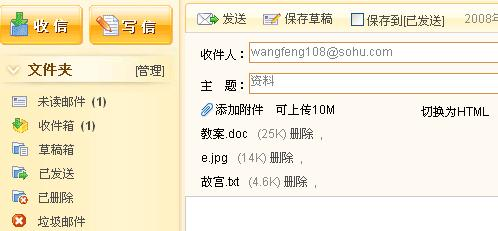 收信 写信
文件夹 [管理]
未读邮件 (1)
收件箱 (1)
草稿箱
已发送
已删除
垃圾邮件
发送 保存草稿 保存到[已发送] 2008年
收件人： wangfeng108@sohu.com
主 题： 资料
添加附件 可上传10M 切换为HTML
教案.doc (25K) 删除 ，
e.jpg (14K) 删除 ，
故宫.txt (4.6K) 删除 ，